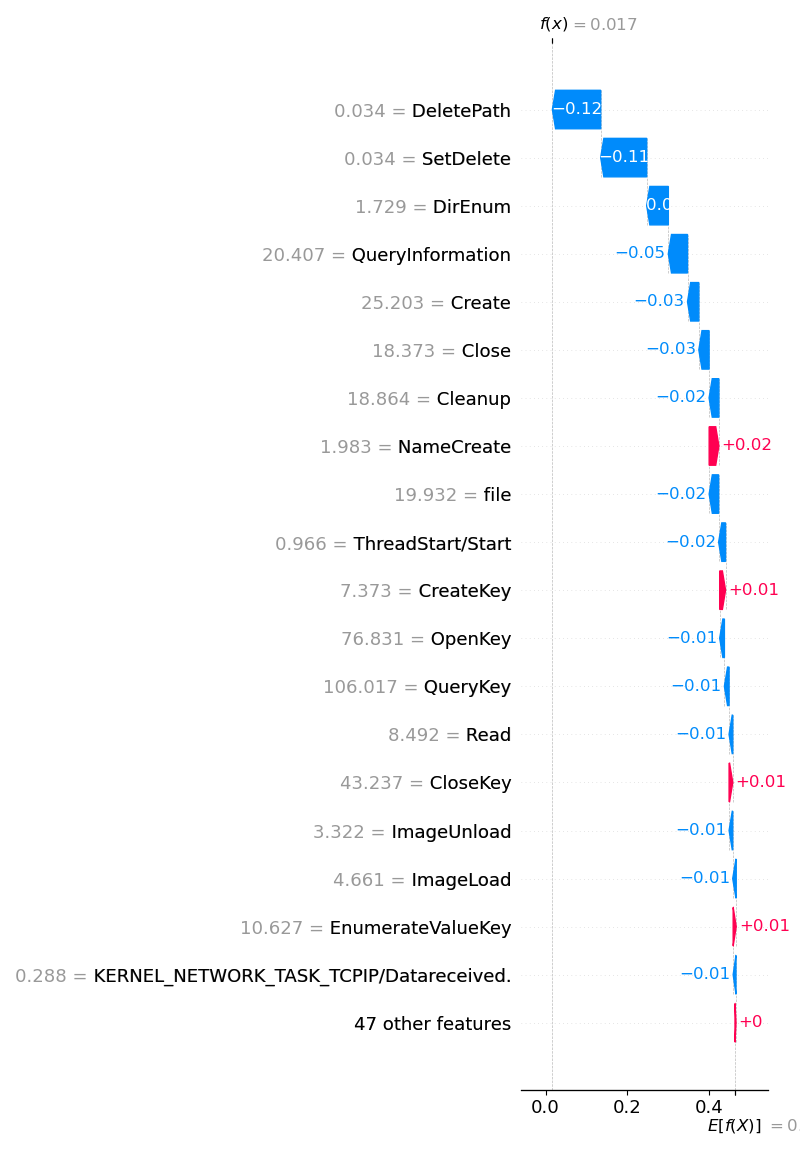 f(x) = 0.017
0.034 = DeletePath −0.12
0.034 = SetDelete −0.11
1.729 = DirEnum 0.0
20.407 = QueryInformation −0.05
25.203 = Create −0.03
18.373 = Close −0.03
18.864 = Cleanup −0.02
1.983 = NameCreate +0.02
19.932 = file −0.02
0.966 = ThreadStart/Start −0.02
7.373 = CreateKey +0.01
76.831 = OpenKey −0.01
106.017 = QueryKey −0.01
8.492 = Read −0.01
43.237 = CloseKey +0.01
3.322 = ImageUnload −0.01
4.661 = ImageLoad −0.01
10.627 = EnumerateValueKey +0.01
0.288 = KERNEL_NETWORK_TASK_TCPIP/Datareceived. −0.01
47 other features +0
0.0 0.2 0.4
E[f(X)] = 0.